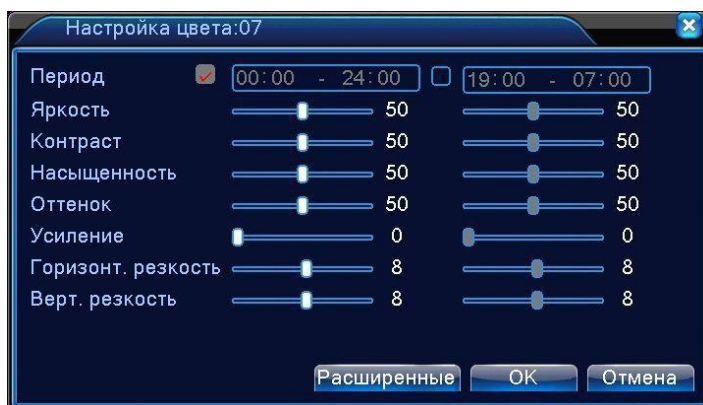 Настройка цвета:07
Период 00:00 - 24:00 19:00 - 07:00
Яркость 50 50
Контраст 50 50
Насыщенность 50 50
Оттенок 50 50
Усиление 0 0
Горизонт. резкость 8 8
Верт. резкость 8 8
Расширенные OK Отмена